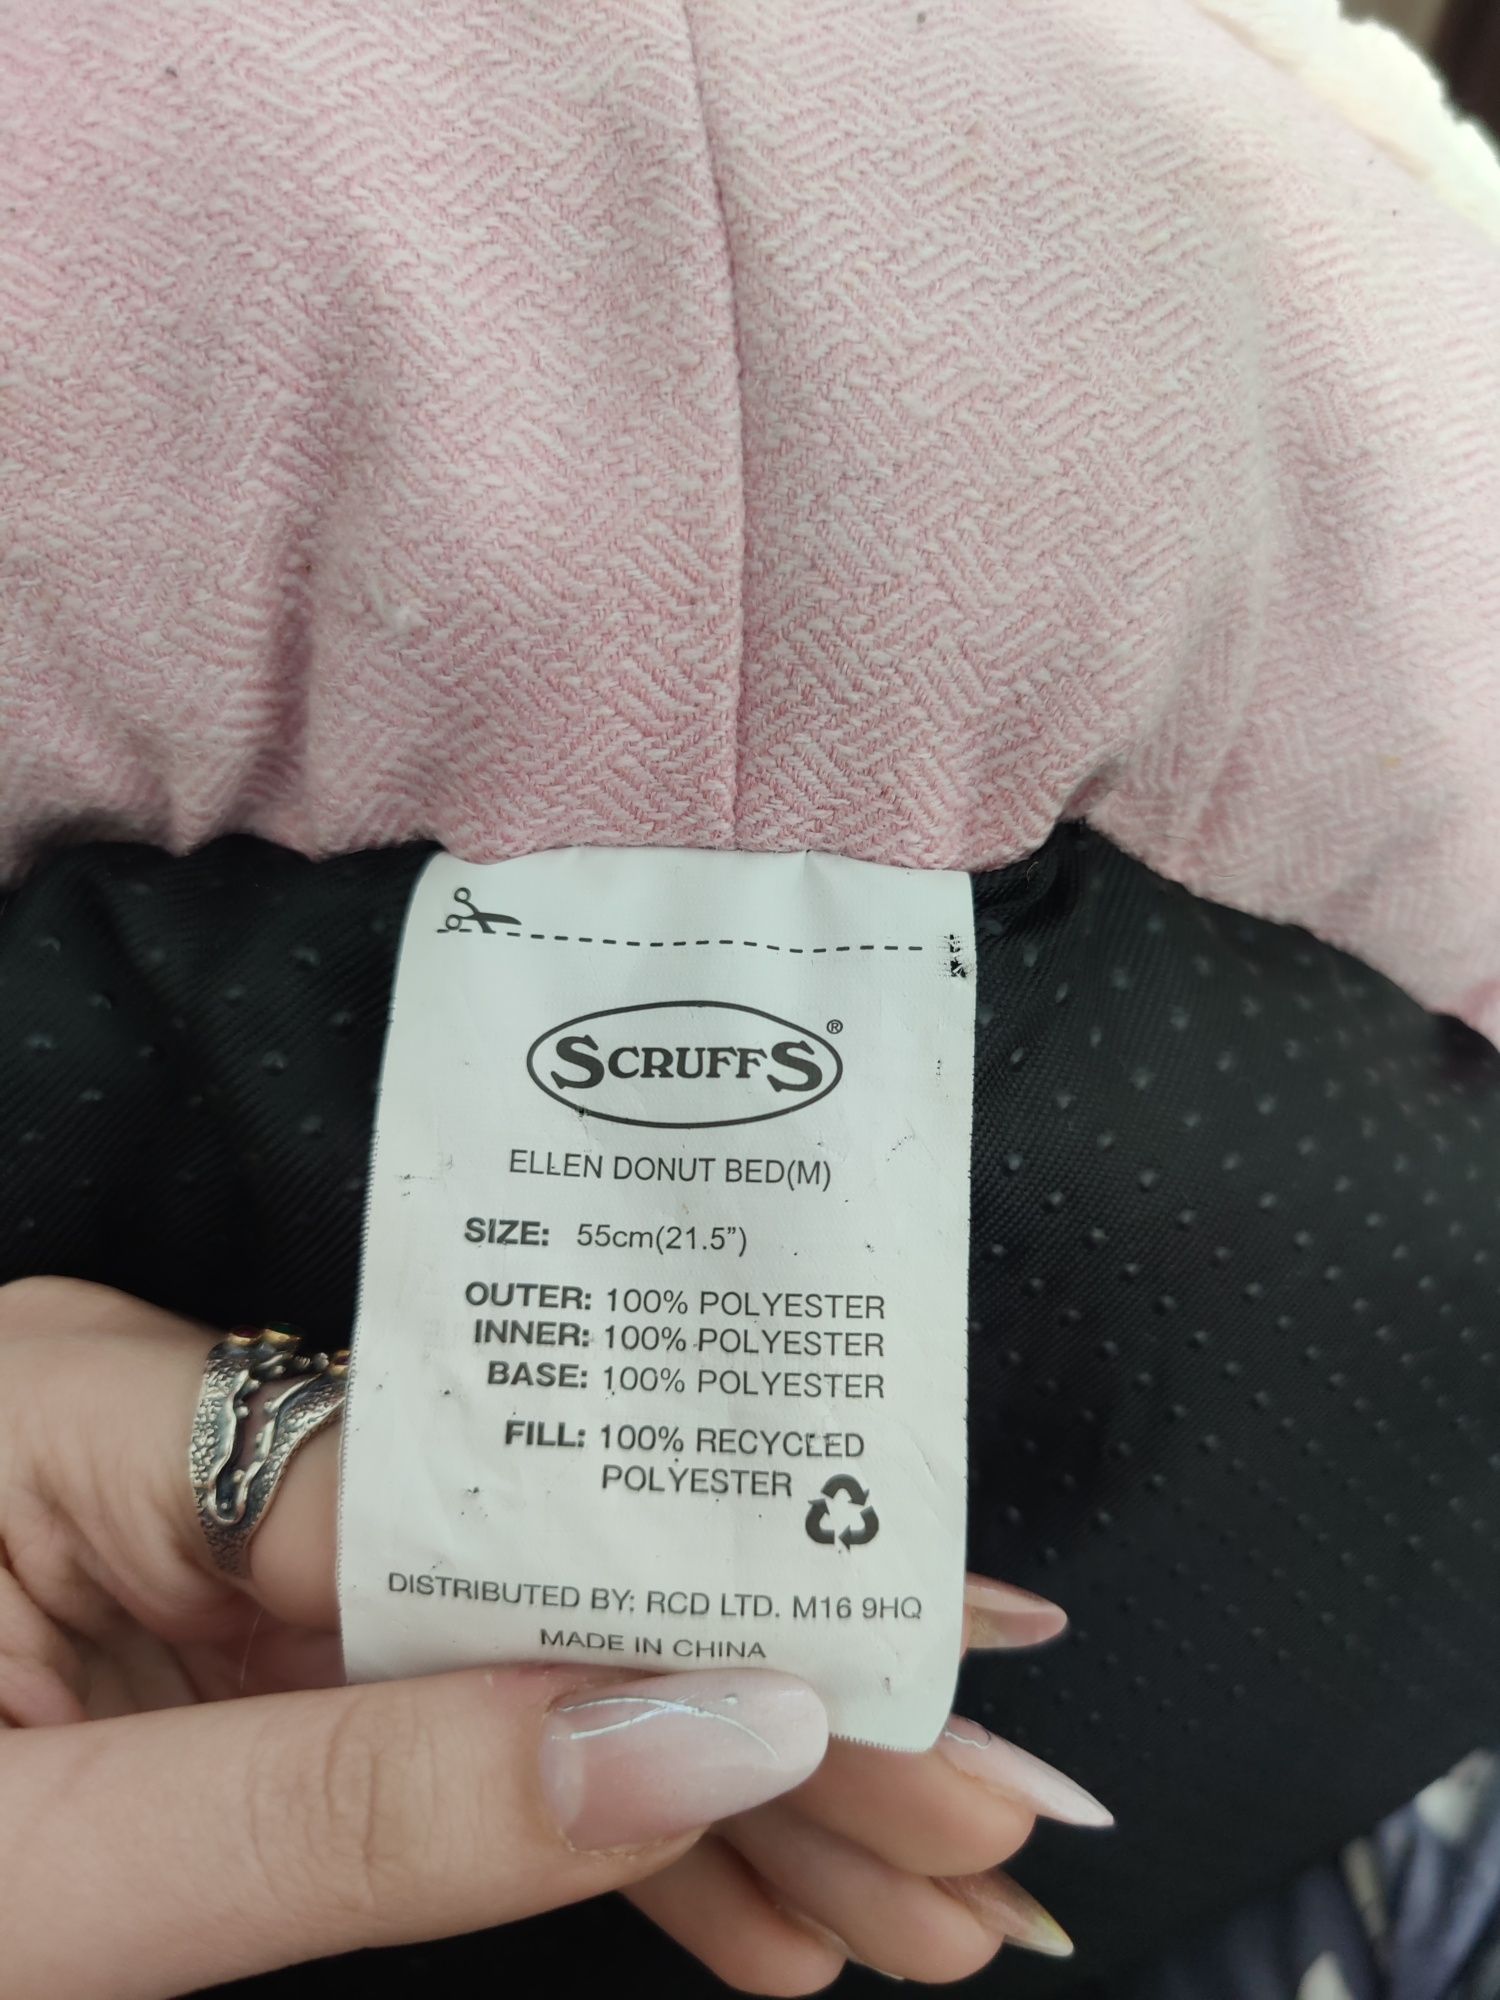 SCRUFFS®
ELLEN DONUT BED(M)
SIZE: 55cm(21.5")
OUTER: 100% POLYESTER
INNER: 100% POLYESTER
BASE: 100% POLYESTER
FILL: 100% RECYCLED
POLYESTER
DISTRIBUTED BY: RCD LTD. M16 9HQ
MADE IN CHINA